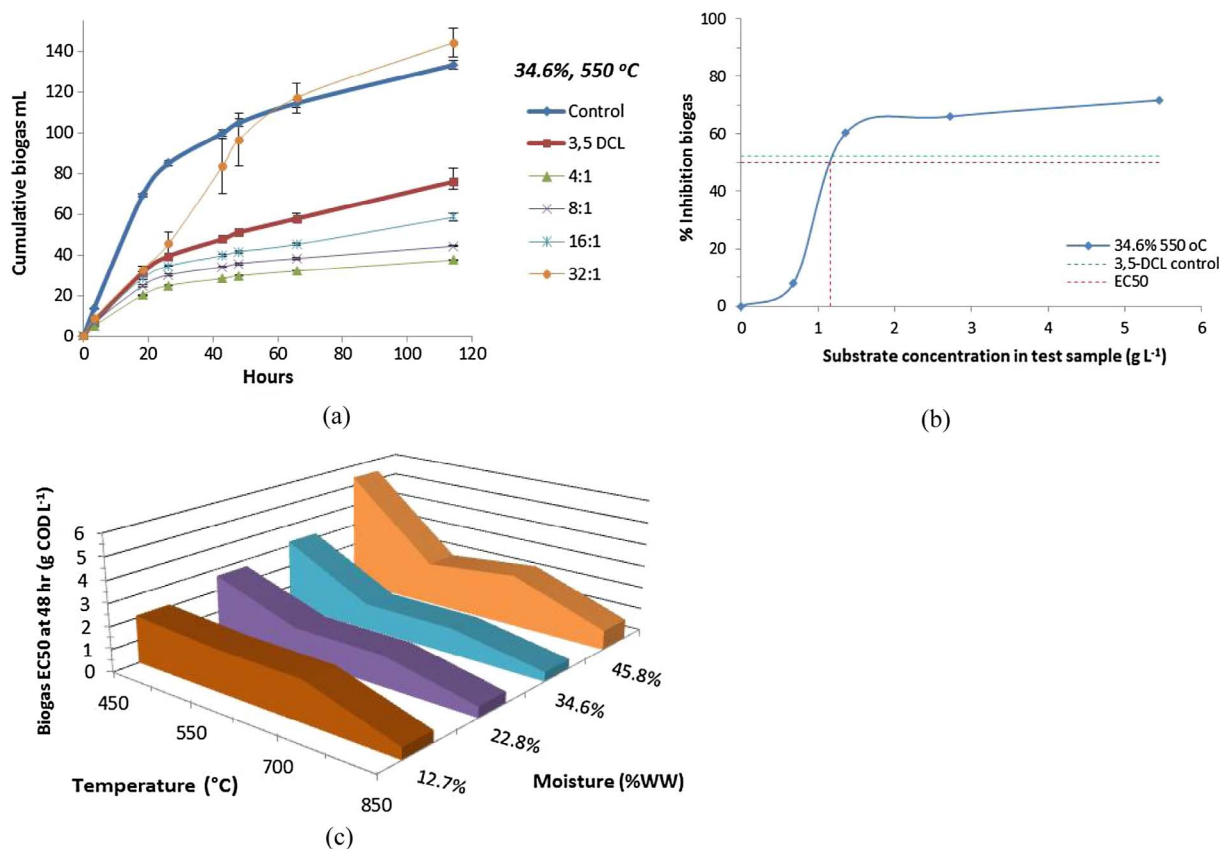 (a)
Cumulative biogas mL
140
120
100
80
60
40
20
0
0 20 40 60 80 100 120
Hours
34.6%, 550 ºC
Control
3,5 DCL
4:1
8:1
16:1
32:1
(b)
% Inhibition biogas
100
80
60
40
20
0
0 1 2 3 4 5 6
Substrate concentration in test sample (g L-1)
34.6% 550 oC
3,5-DCL control
EC50
(a)
(b)
Biogas EC50 at 48 hr (g COD L-1)
6
5
4
3
2
1
0
450
550
700
850
Temperature (°C)
12.7%
22.8%
34.6%
45.8%
Moisture (%WW)
(c)